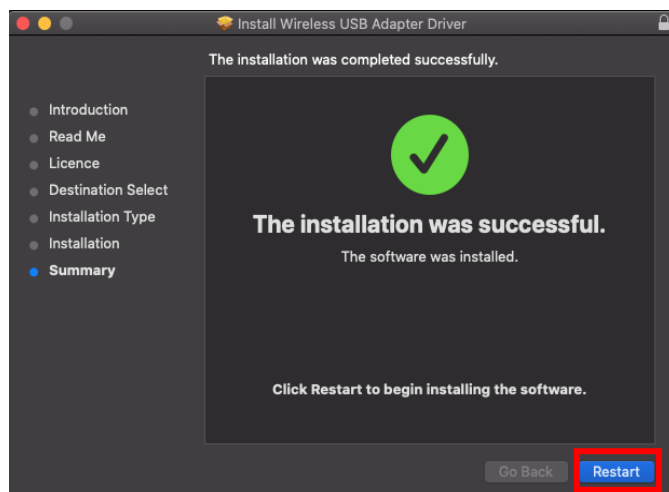 Install Wireless USB Adapter Driver
The installation was completed successfully.
Introduction
Read Me
Licence
Destination Select
Installation Type
Installation
Summary
The installation was successful.
The software was installed.
Click Restart to begin installing the software.
Go Back
Restart